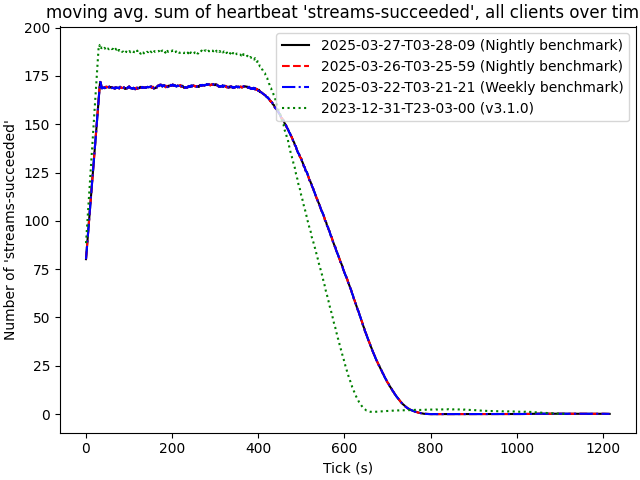 moving avg. sum of heartbeat 'streams-succeeded', all clients over tim
200
175
150
125
100
75
50
25
0
Number of 'streams-succeeded'
2025-03-27-T03-28-09 (Nightly benchmark)
2025-03-26-T03-25-59 (Nightly benchmark)
2025-03-22-T03-21-21 (Weekly benchmark)
2023-12-31-T23-03-00 (v3.1.0)
0 200 400 600 800 1000 1200
Tick (s)